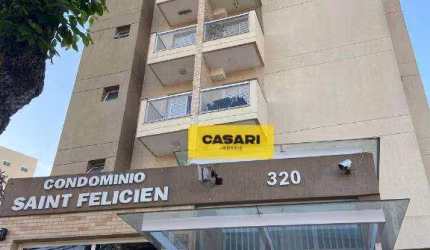 CASARI
IMÓVEIS
CONDOMINIO
SAINT FELICIEN
320